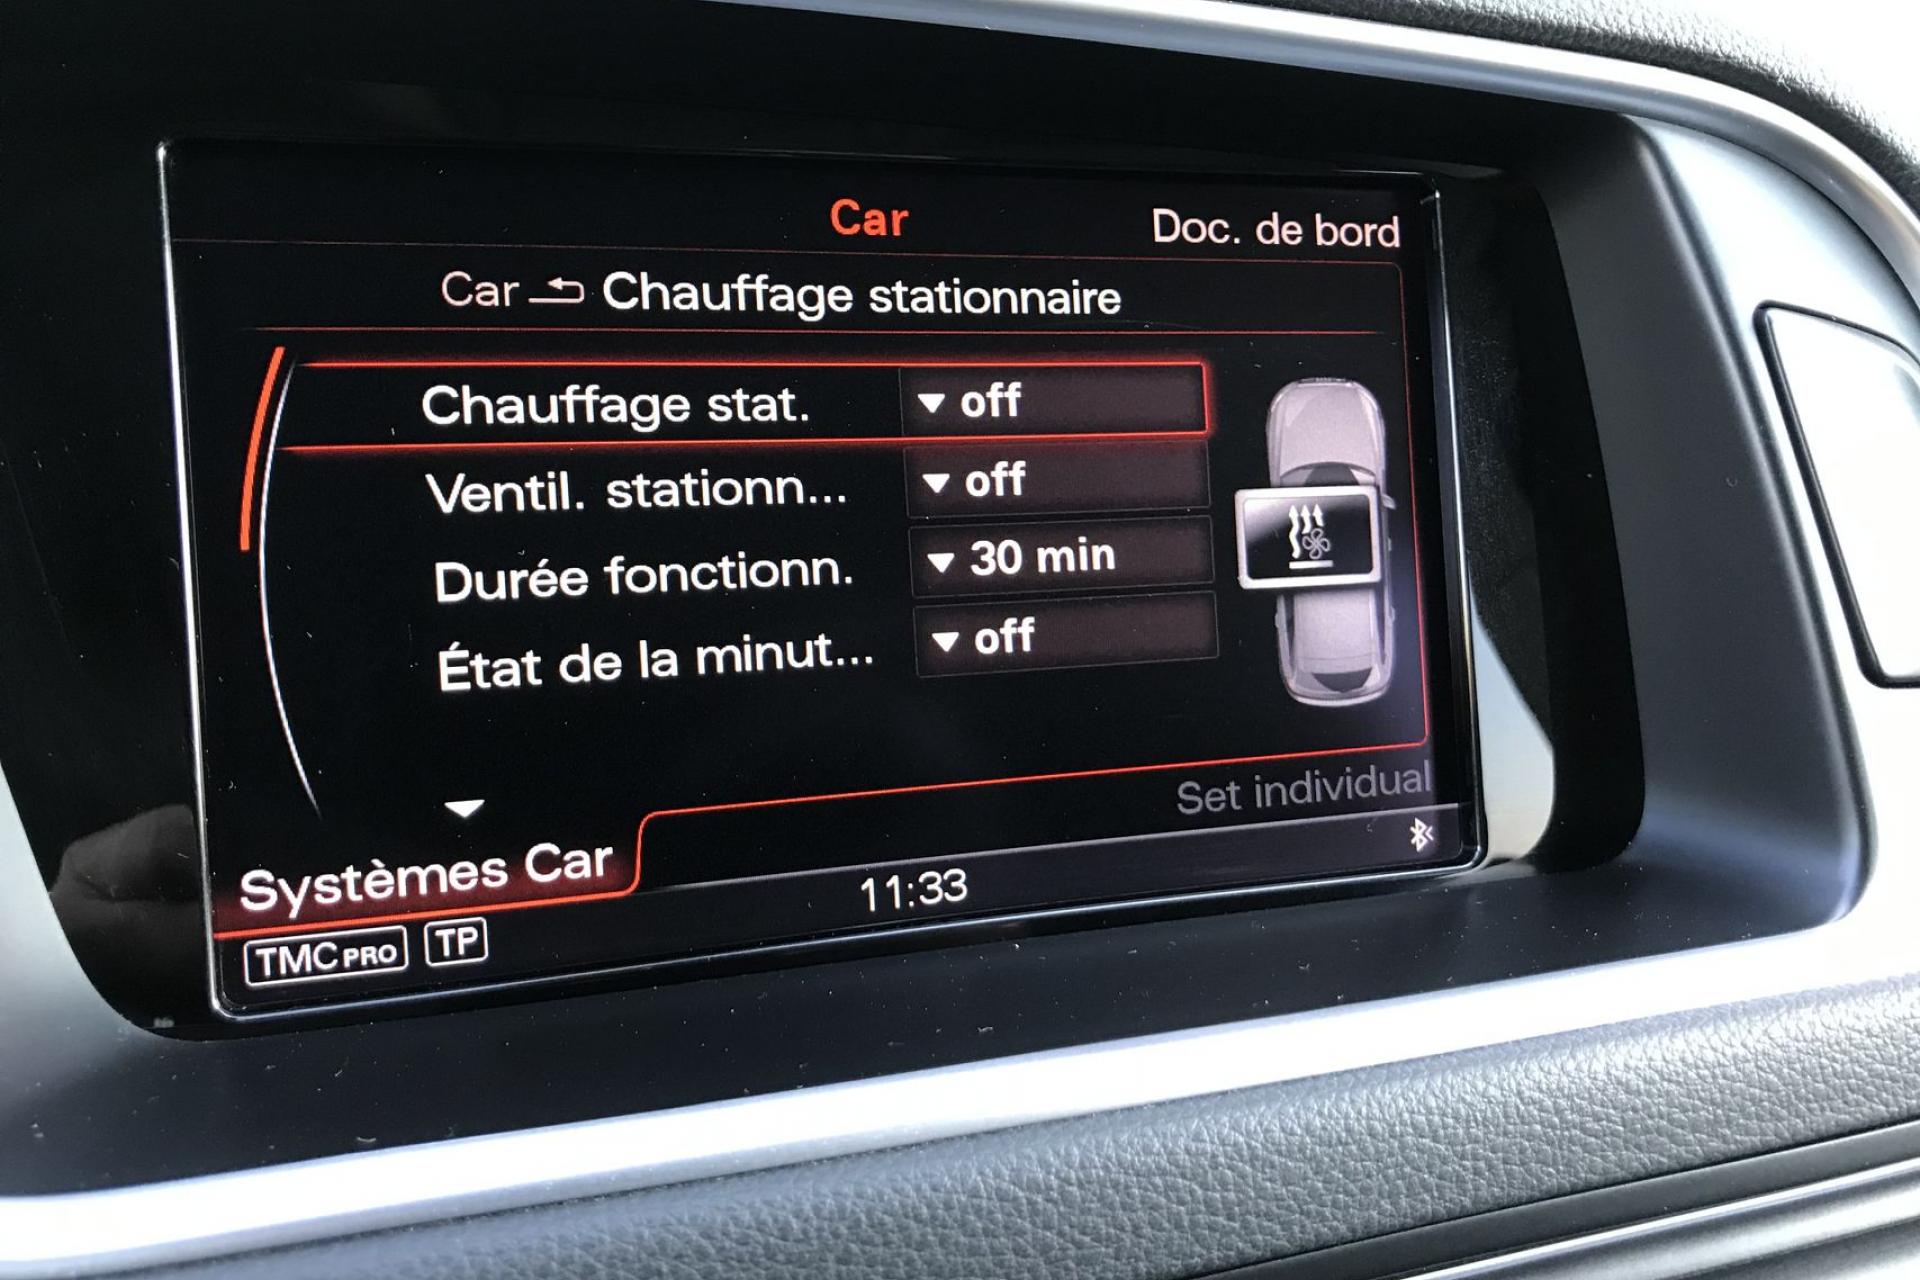 Car
Doc. de bord
Car Chauffage stationnaire
Chauffage stat. off
Ventil. stationn... off
Durée fonctionn. 30 min
État de la minut... off
Set individual
Systèmes Car
11:33
TMC PRO TP